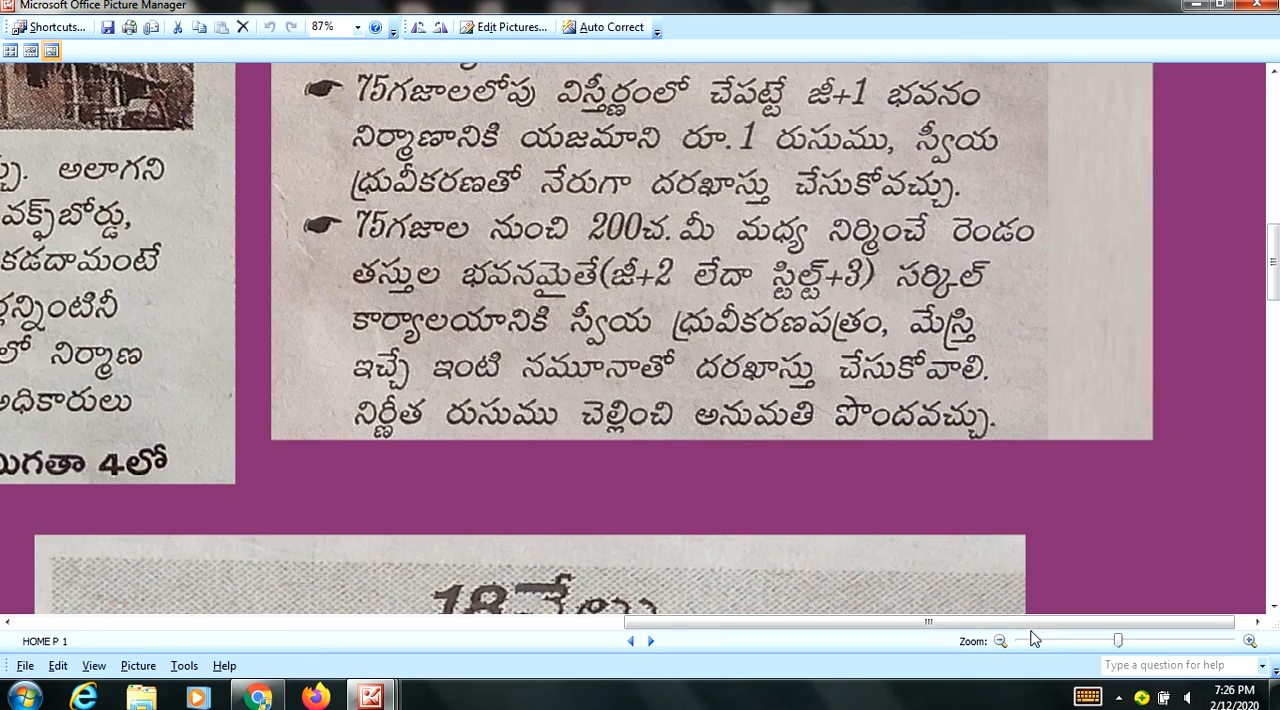 Microsoft Office Picture Manager
Shortcuts... 87% Edit Pictures... Auto Correct
75గజాలలోపు విస్తీర్ణంలో చేపట్టే జీ+1 భవనం
నిర్మాణానికి యజమాని రూ. 1 రుసుము, స్వీయ
ధ్రువీకరణతో నేరుగా దరఖాస్తు చేసుకోవచ్చు.
75గజాల నుంచి 200చ. మీ మధ్య నిర్మించే రెండం
తస్తుల భవనమైతే(జీ+2 లేదా స్టిల్ట్+3) సర్కిల్
కార్యాలయానికి స్వీయ ధ్రువీకరణపత్రం, మేస్త్రి
ఇచ్చే ఇంటి నమూనాతో దరఖాస్తు చేసుకోవాలి.
నిర్ణీత రుసుము చెల్లించి అనుమతి పొందవచ్చు.
అలాగని
వక్ఫ్‌బోర్డు,
కడదామంటే
లో నిర్మాణ
అధికారులు
4లో
18వేలు
HOME P 1 Zoom:
File Edit View Picture Tools Help Type a question for help
7:26 PM
2/12/2020